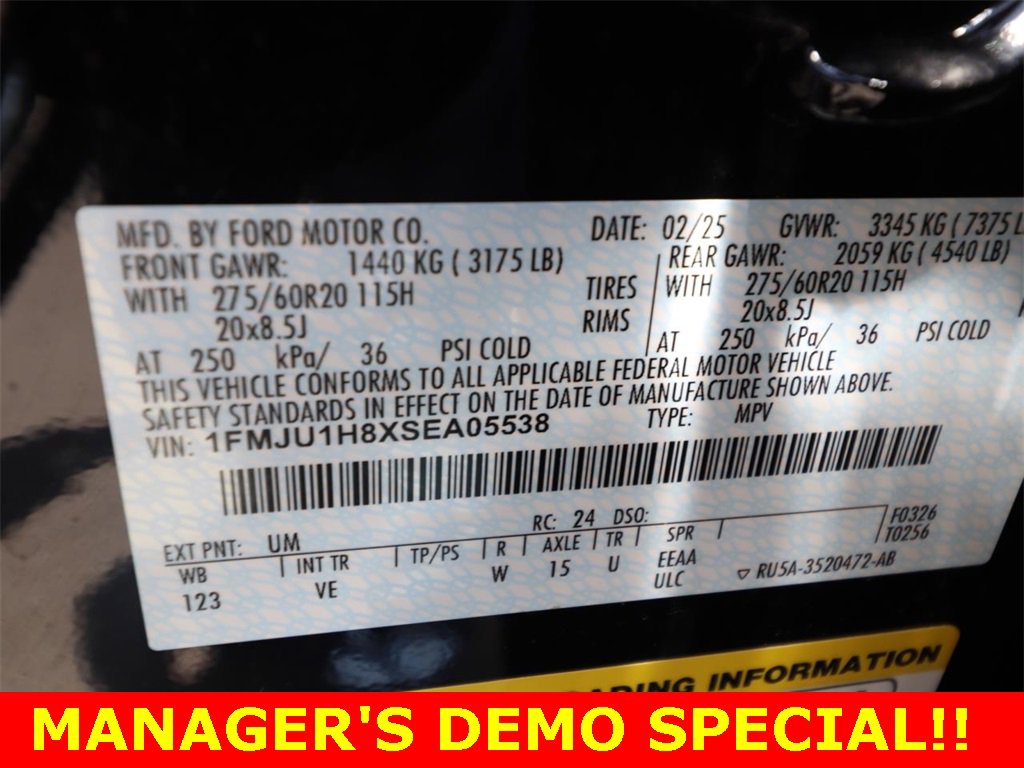 MFD. BY FORD MOTOR CO. DATE: 02/25 GVWR: 3345 KG ( 7375
FRONT GAWR: 1440 KG ( 3175 LB) REAR GAWR: 2059 KG ( 4540 LB)
WITH 275/60R20 115H TIRES WITH 275/60R20 115H
20x8.5J RIMS 20x8.5J
AT 250 kPa/ 36 PSI COLD AT 250 kPa/ 36 PSI COLD
THIS VEHICLE CONFORMS TO ALL APPLICABLE FEDERAL MOTOR VEHICLE
SAFETY STANDARDS IN EFFECT ON THE DATE OF MANUFACTURE SHOWN ABOVE.
VIN: 1FMJU1H8XSEA05538 TYPE: MPV
EXT PNT: UM RC: 24 DSO: F0326
WB INT TR TP/PS R AXLE TR SPR T0256
123 VE W 15 U EEAA
ULC RU5A-3520472-AB
ADING INFORMATION
MANAGER'S DEMO SPECIAL!!